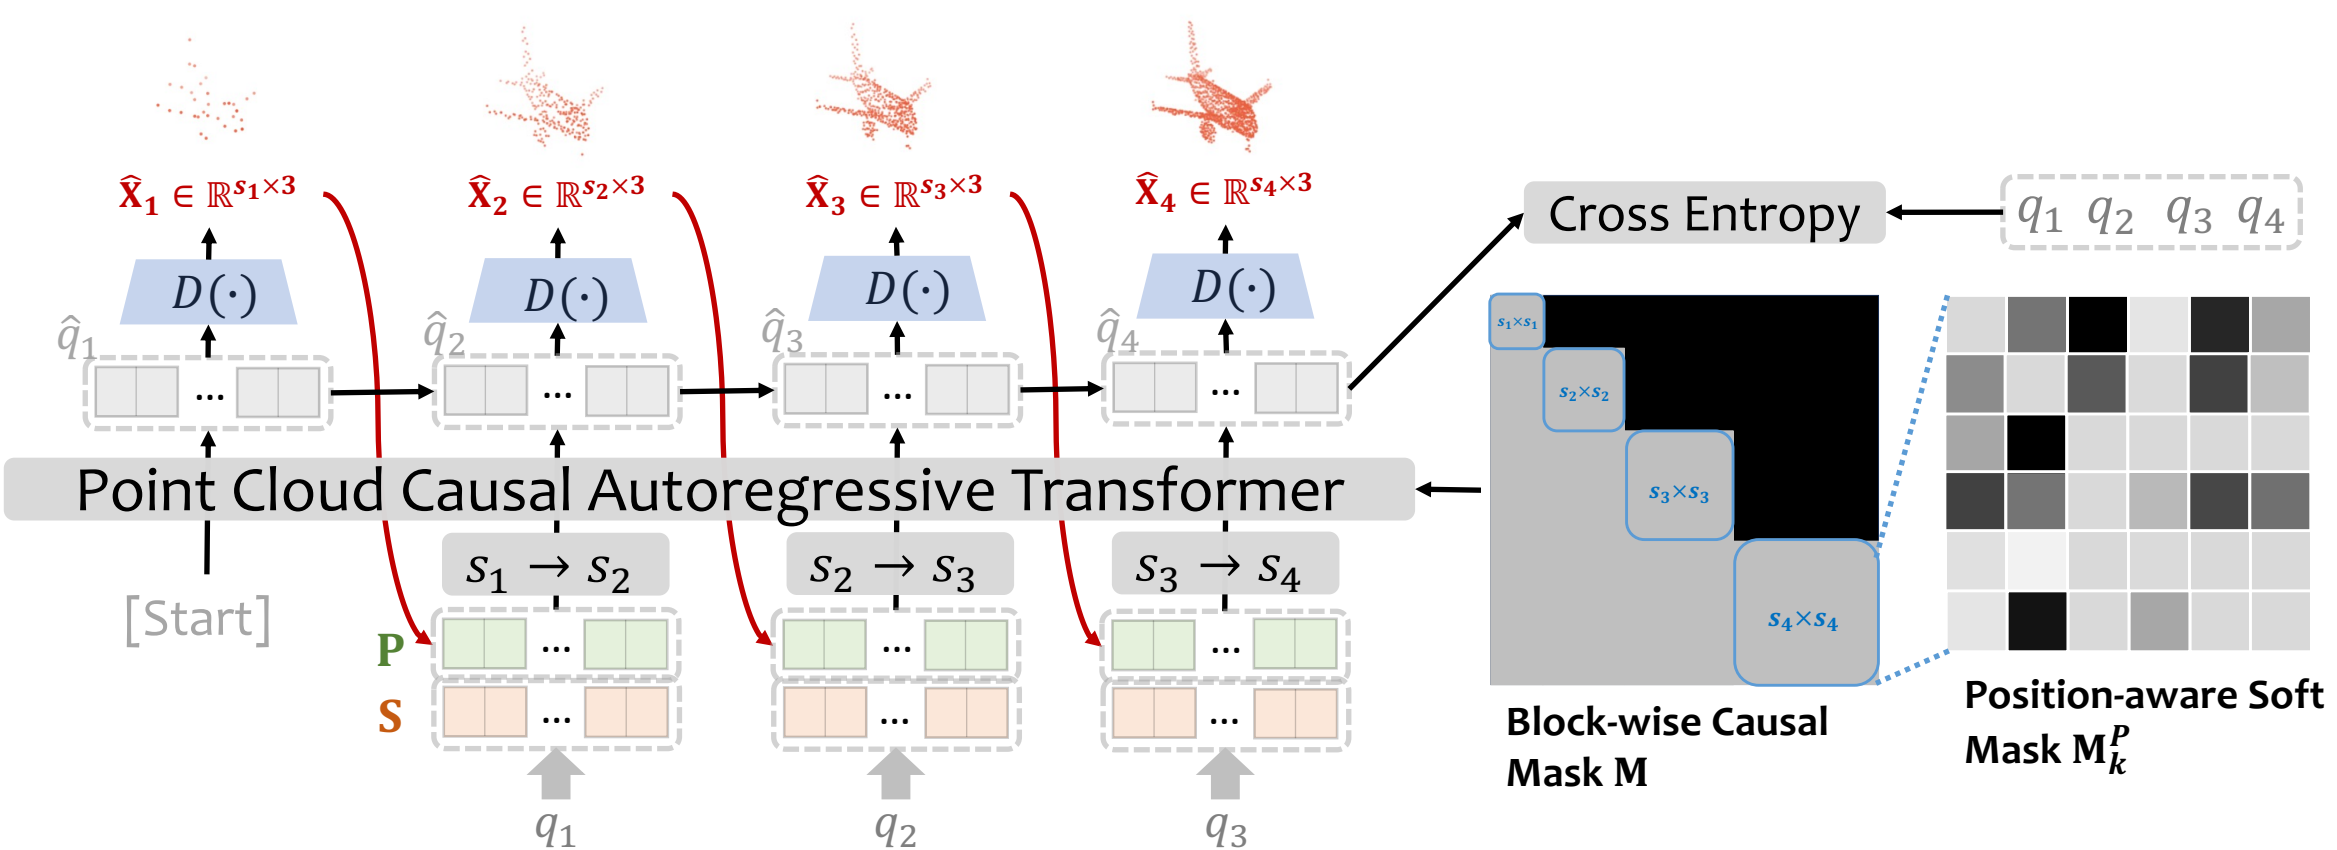 X̂₁ ∈ ℝ^{s₁×3}
X̂₂ ∈ ℝ^{s₂×3}
X̂₃ ∈ ℝ^{s₃×3}
X̂₄ ∈ ℝ^{s₄×3}
D(·)
D(·)
D(·)
D(·)
q̂₁
q̂₂
q̂₃
q̂₄
...
...
...
...
Point Cloud Causal Autoregressive Transformer
[Start]
s₁ → s₂
s₂ → s₃
s₃ → s₄
P
...
...
...
S
...
...
...
q₁
q₂
q₃
Cross Entropy
q₁ q₂ q₃ q₄
s₁×s₁
s₂×s₂
s₃×s₃
s₄×s₄
Block-wise Causal
Mask M
Position-aware Soft
Mask M_k^P